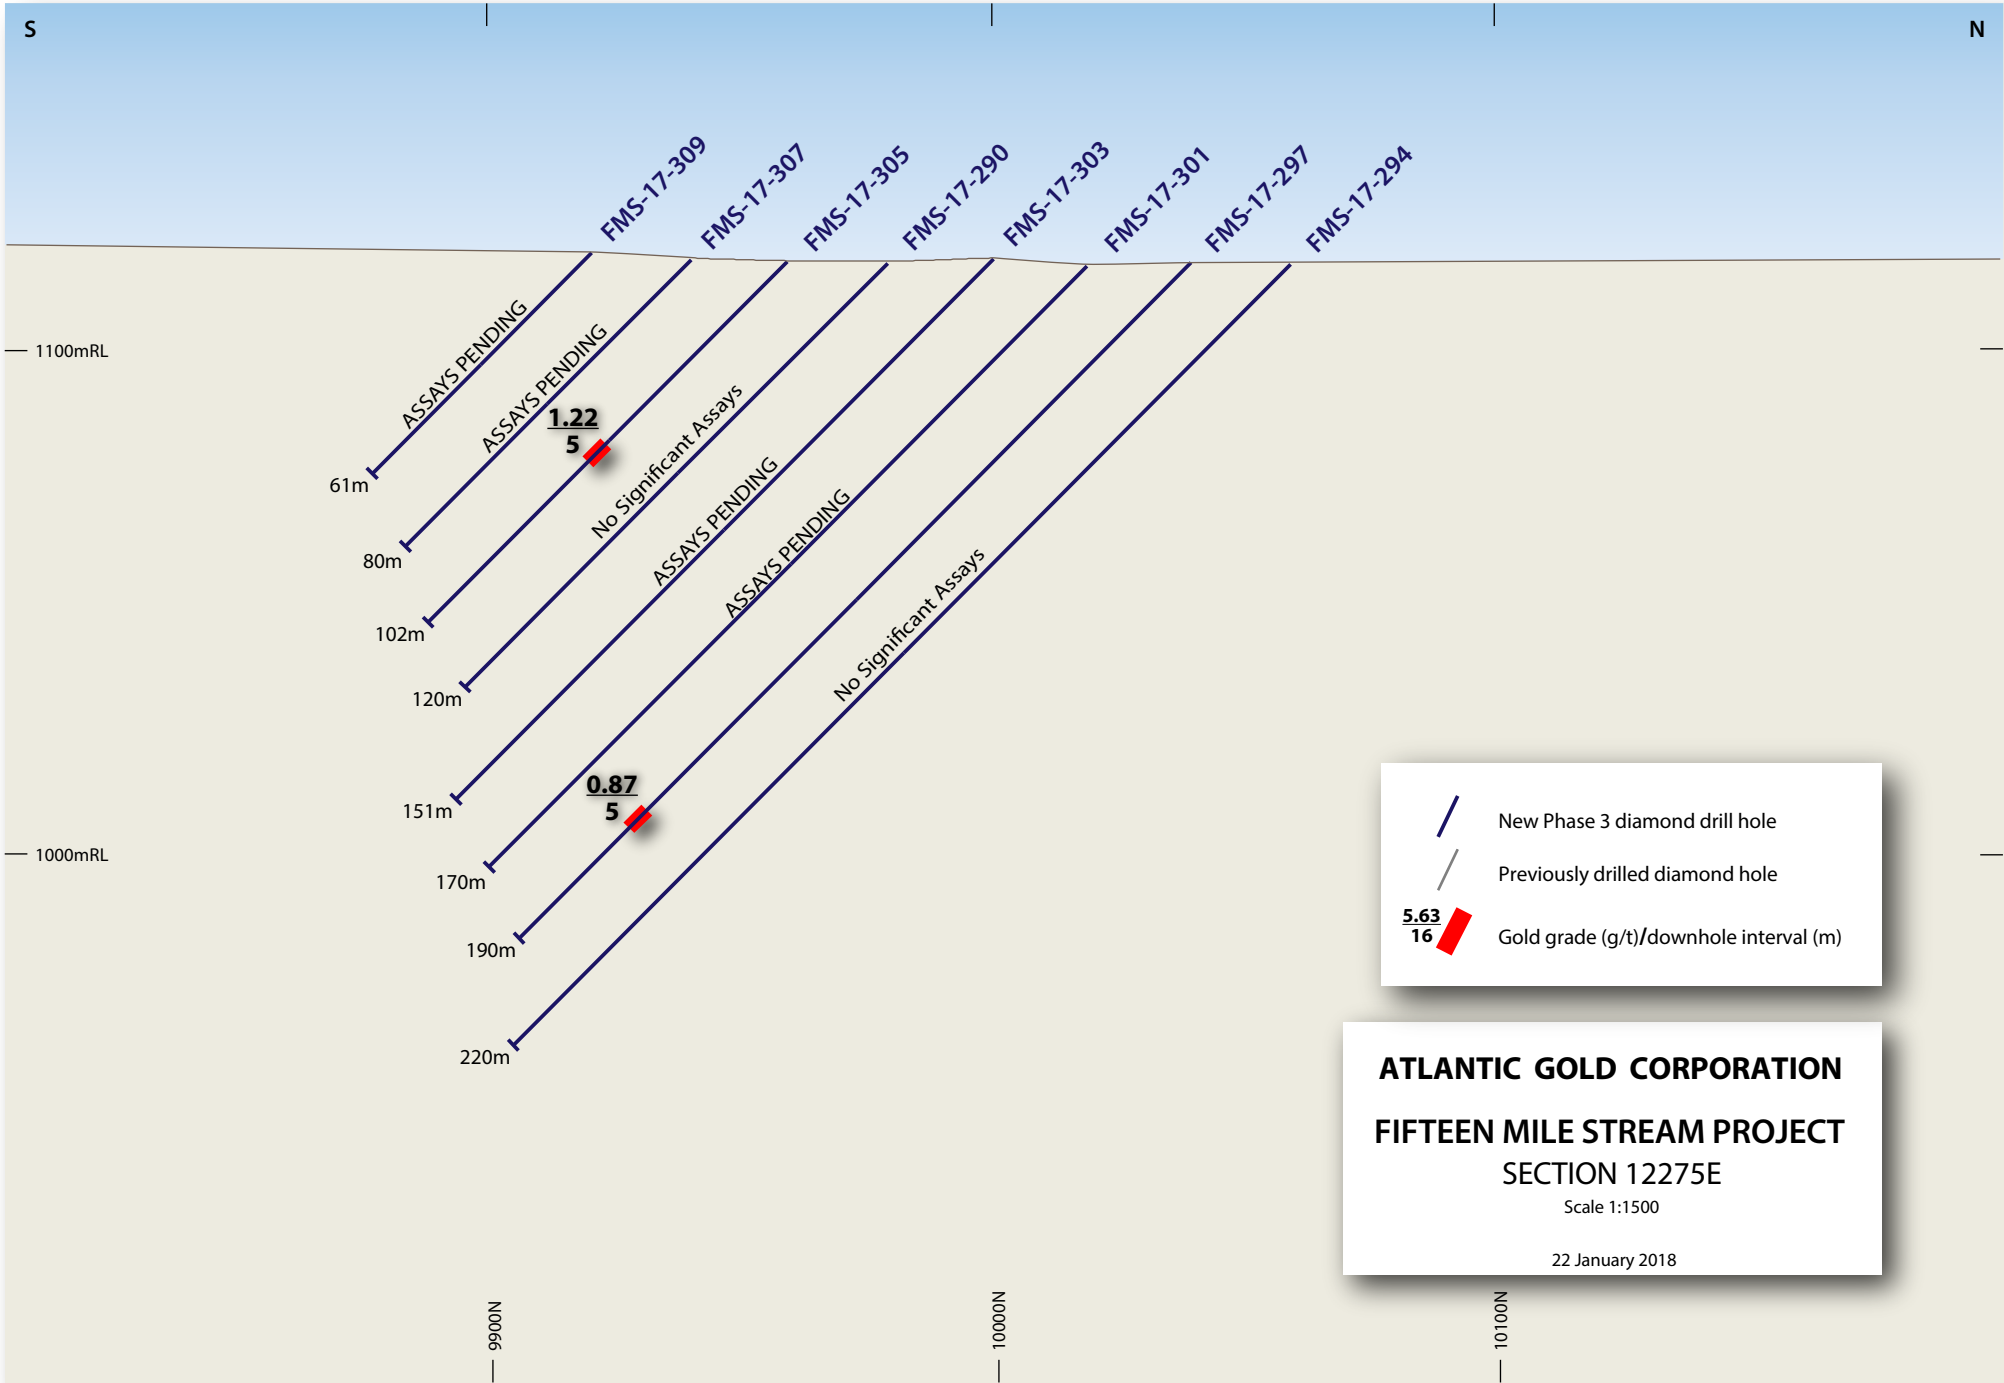 S
N
FMS-17-309
FMS-17-307
FMS-17-305
FMS-17-290
FMS-17-303
FMS-17-301
FMS-17-297
FMS-17-294
1100mRL
ASSAYS PENDING
ASSAYS PENDING
1.22
5
No Significant Assays
ASSAYS PENDING
ASSAYS PENDING
No Significant Assays
61m
80m
102m
120m
151m
170m
190m
220m
0.87
5
1000mRL
New Phase 3 diamond drill hole
Previously drilled diamond hole
5.63
16
Gold grade (g/t)/downhole interval (m)
ATLANTIC GOLD CORPORATION
FIFTEEN MILE STREAM PROJECT
SECTION 12275E
Scale 1:1500
22 January 2018
9900N
10000N
10100N